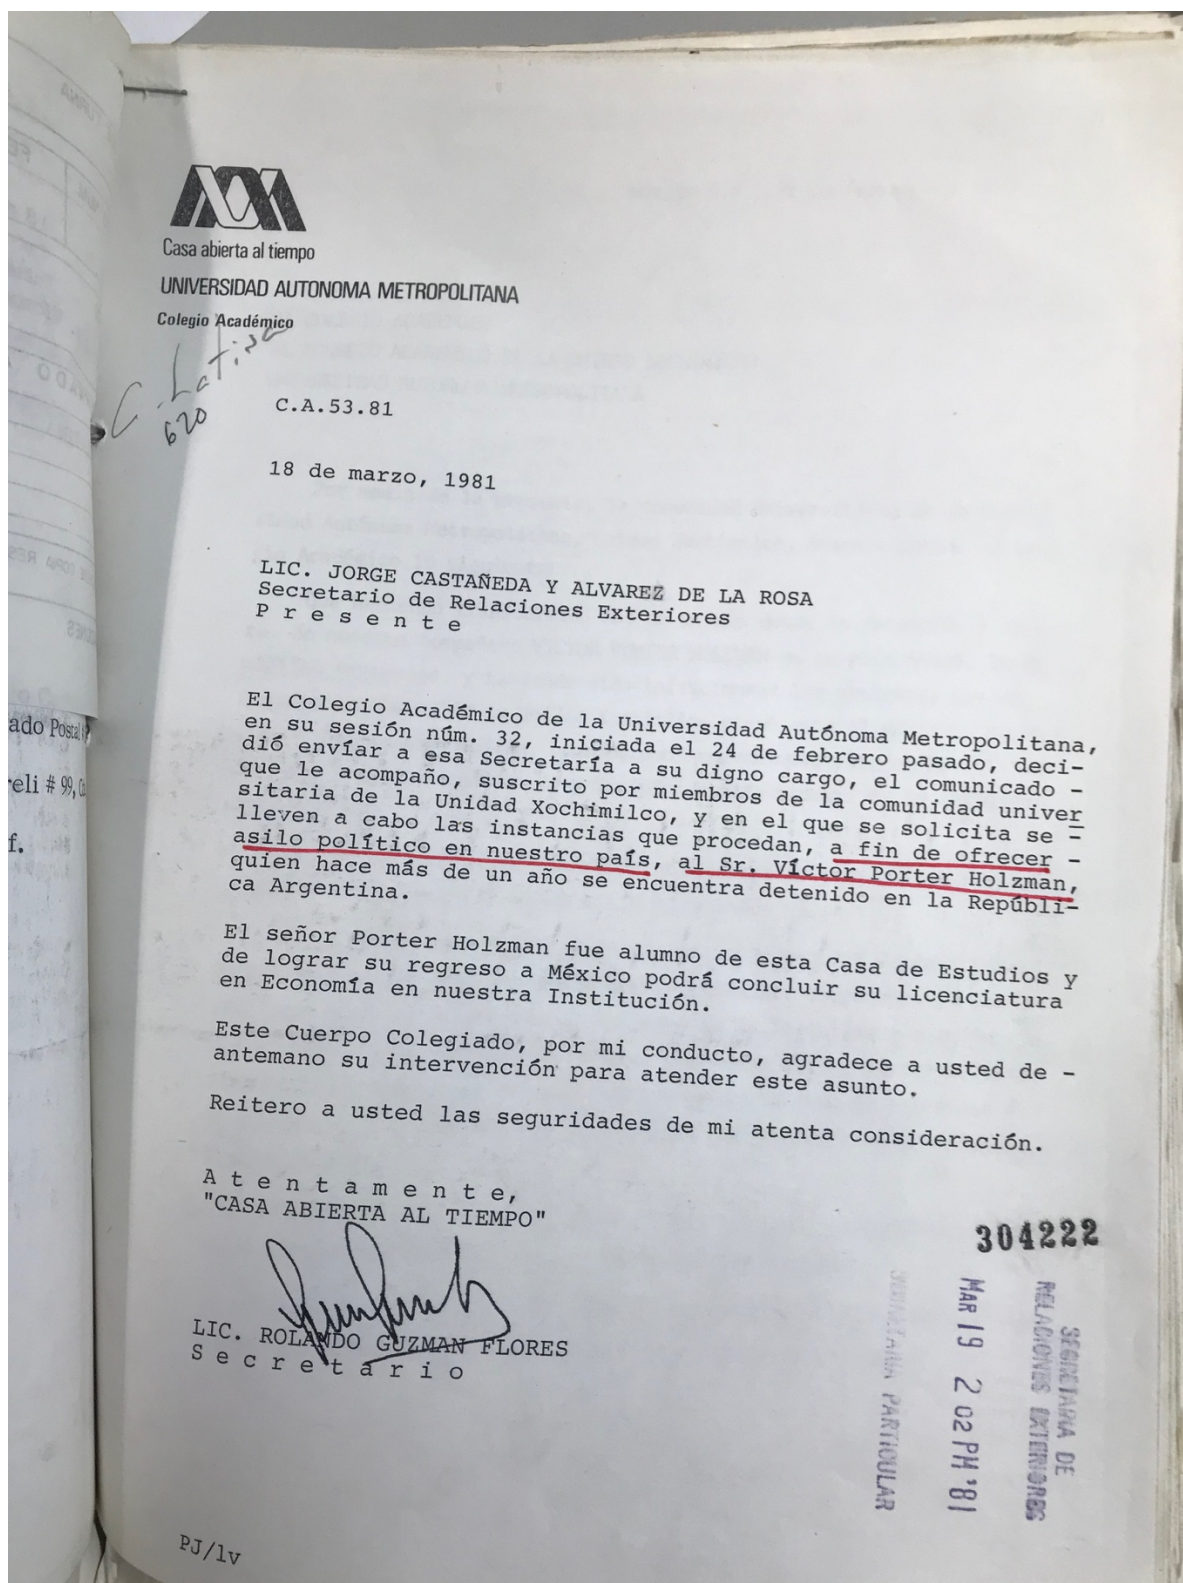 Casa abierta al tiempo
UNIVERSIDAD AUTONOMA METROPOLITANA
Colegio Académico
C. Latina
620
C.A.53.81
18 de marzo, 1981
LIC. JORGE CASTAÑEDA Y ALVAREZ DE LA ROSA
Secretario de Relaciones Exteriores
P r e s e n t e
El Colegio Académico de la Universidad Autónoma Metropolitana,
en su sesión núm. 32, iniciada el 24 de febrero pasado, deci-
dió envíar a esa Secretaría a su digno cargo, el comunicado -
que le acompaño, suscrito por miembros de la comunidad univer
sitaria de la Unidad Xochimilco, y en el que se solicita se -
lleven a cabo las instancias que procedan, a fin de ofrecer -
asilo político en nuestro país, al Sr. Víctor Porter Holzman,
quien hace más de un año se encuentra detenido en la Repúbli-
ca Argentina.
El señor Porter Holzman fue alumno de esta Casa de Estudios y
de lograr su regreso a México podrá concluir su licenciatura
en Economía en nuestra Institución.
Este Cuerpo Colegiado, por mi conducto, agradece a usted de -
antemano su intervención para atender este asunto.
Reitero a usted las seguridades de mi atenta consideración.
A t e n t a m e n t e,
"CASA ABIERTA AL TIEMPO"
LIC. ROLANDO GUZMAN FLORES
S e c r e t a r i o
304222
SEGRETARIA DE
RELACIONES EXTERIORES
MAR 19 2 02 PM '81
SECRETARIA PARTICULAR
PJ/lv
ado Postal
reli # 99,
f.